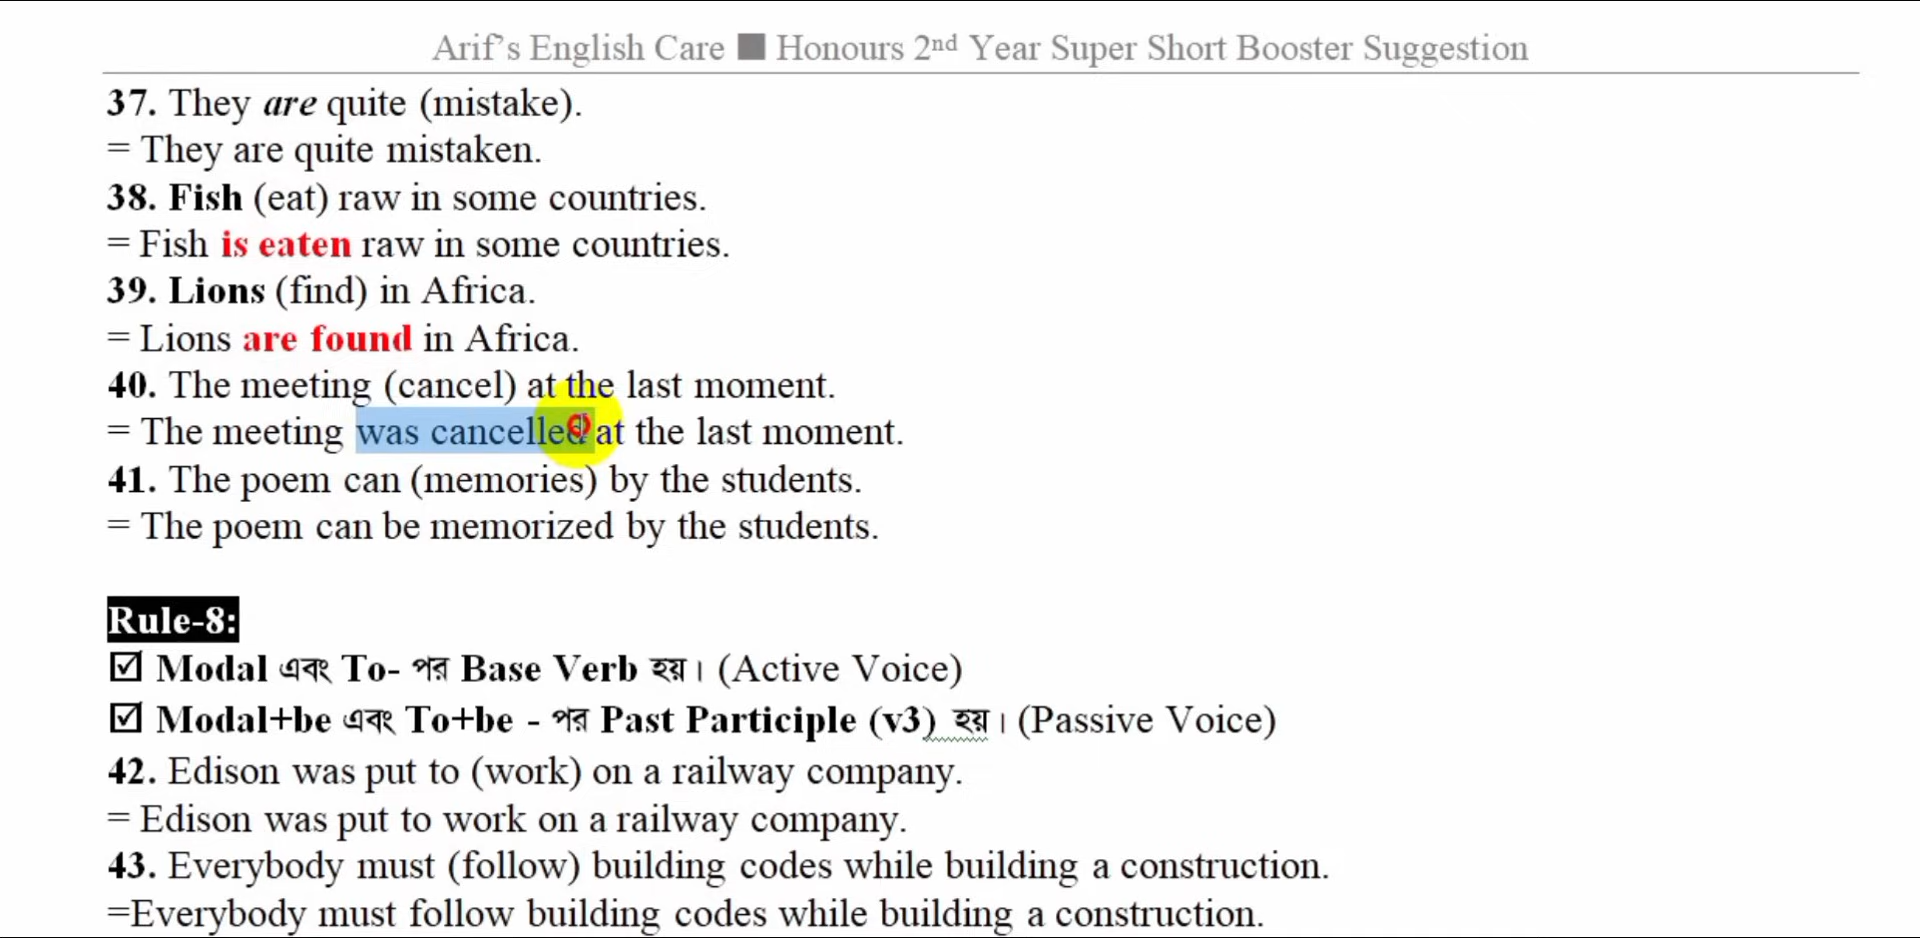 Arif's English Care ■ Honours 2nd Year Super Short Booster Suggestion
37. They are quite (mistake).
= They are quite mistaken.
38. Fish (eat) raw in some countries.
= Fish is eaten raw in some countries.
39. Lions (find) in Africa.
= Lions are found in Africa.
40. The meeting (cancel) at the last moment.
= The meeting was cancelled at the last moment.
41. The poem can (memories) by the students.
= The poem can be memorized by the students.
Rule-8:
☑ Modal এবং To- পর Base Verb হয়। (Active Voice)
☑ Modal+be এবং To+be - পর Past Participle (v3) হয়। (Passive Voice)
42. Edison was put to (work) on a railway company.
= Edison was put to work on a railway company.
43. Everybody must (follow) building codes while building a construction.
=Everybody must follow building codes while building a construction.